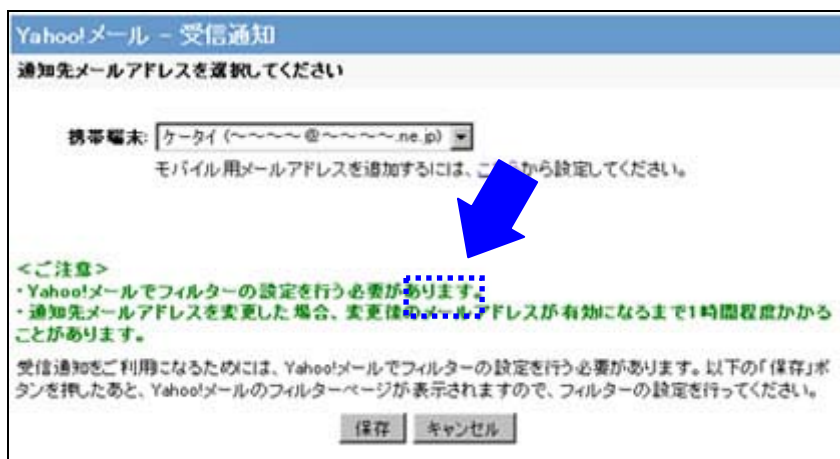 Yahoo!メール － 受信通知
通知先メールアドレスを選択してください
携帯端末: ケータイ (～～～～@～～～～.ne.jp)
モバイル用メールアドレスを追加するには、こちらから設定してください。
＜ご注意＞
・Yahoo!メールでフィルターの設定を行う必要があります。
・通知先メールアドレスを変更した場合、変更後のメールアドレスが有効になるまで1時間程度かかる
ことがあります。
受信通知をご利用になるためには、Yahoo!メールでフィルターの設定を行う必要があります。以下の「保存」ボ
タンを押したあと、Yahoo!メールのフィルターページが表示されますので、フィルターの設定を行ってください。
保存 キャンセル